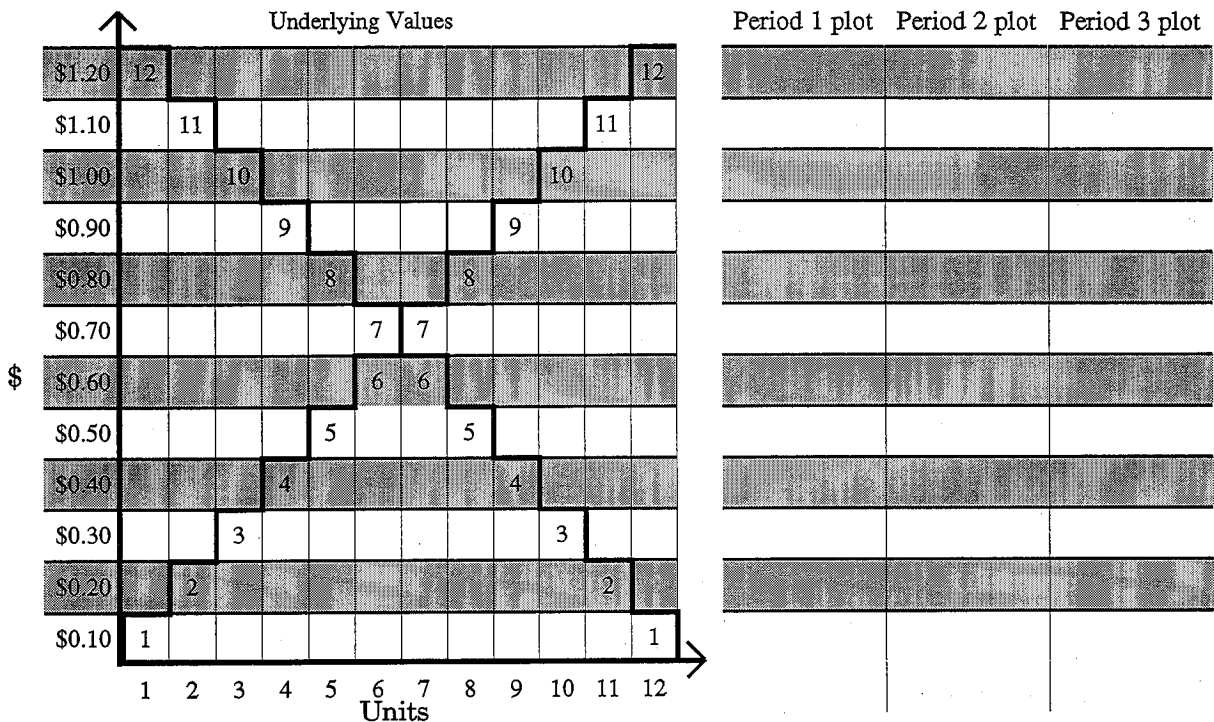 Underlying Values Period 1 plot Period 2 plot Period 3 plot
$1.20 12 12
$1.10 11 11
$1.00 10 10
$0.90 9 9
$0.80 8 8
$0.70 7 7
$
$0.60 6 6
$0.50 5 5
$0.40 4 4
$0.30 3 3
$0.20 2 2
$0.10 1 1
1 2 3 4 5 6 7 8 9 10 11 12
Units